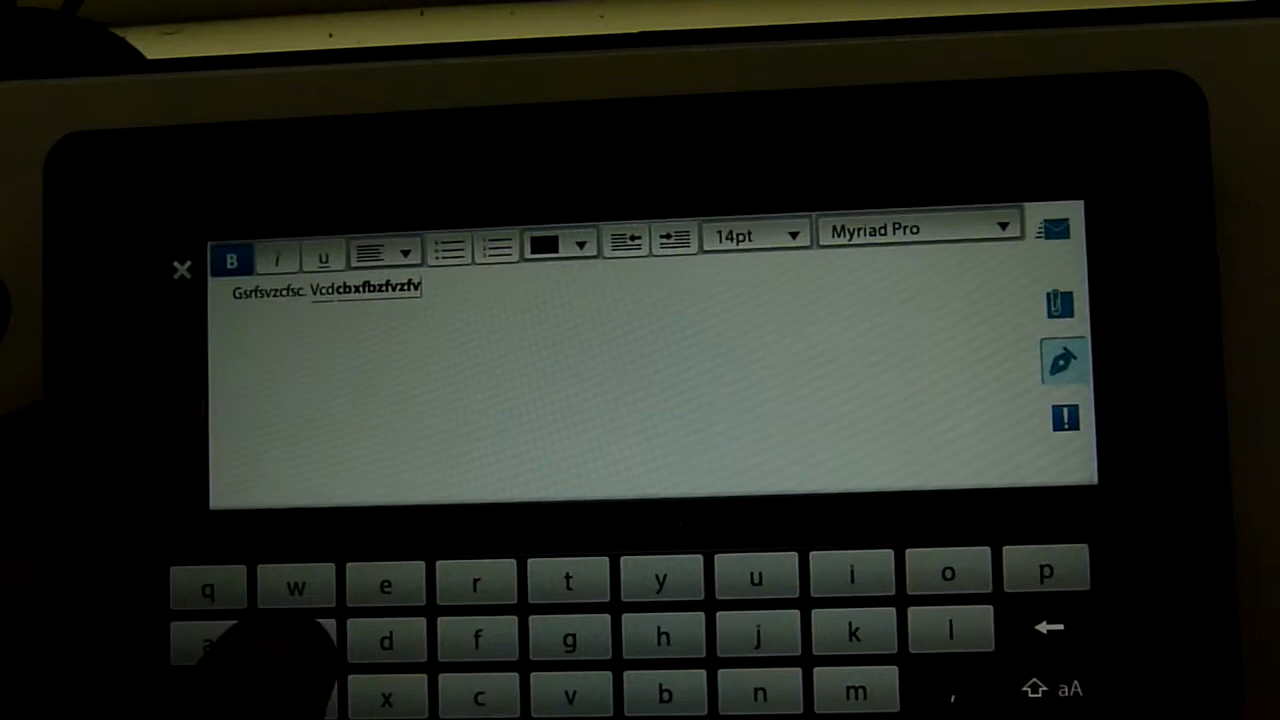 B i u 14pt Myriad Pro
Gsrfsvzcfsc. Vcdcbxfbzfvzfv
!
q w e r t y u i o p
a d f g h j k l
x c v b n m , aA